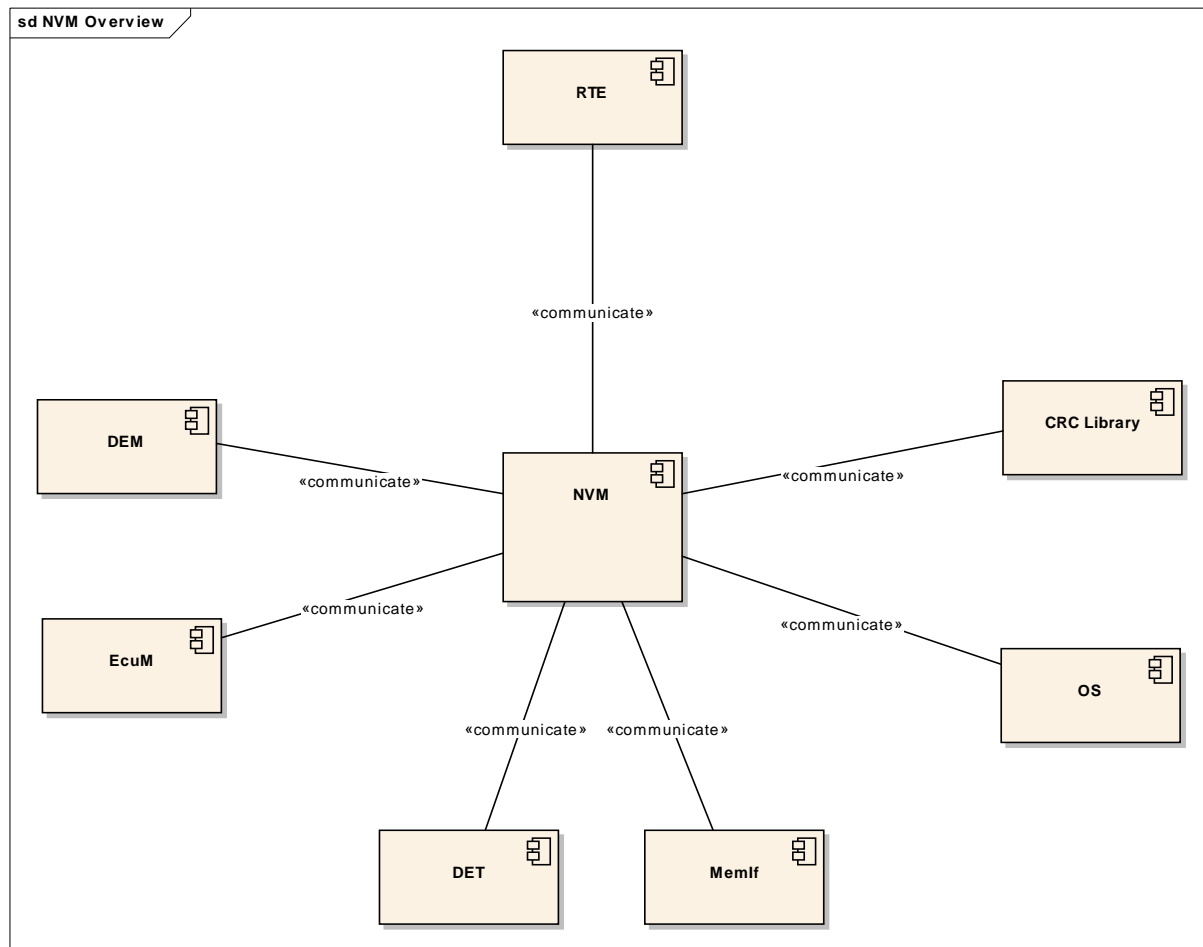 sd NVM Overview
RTE
«communicate»
DEM
CRC Library
«communicate»
«communicate»
NVM
«communicate»
«communicate»
EcuM
OS
«communicate»
«communicate»
DET
MemIf